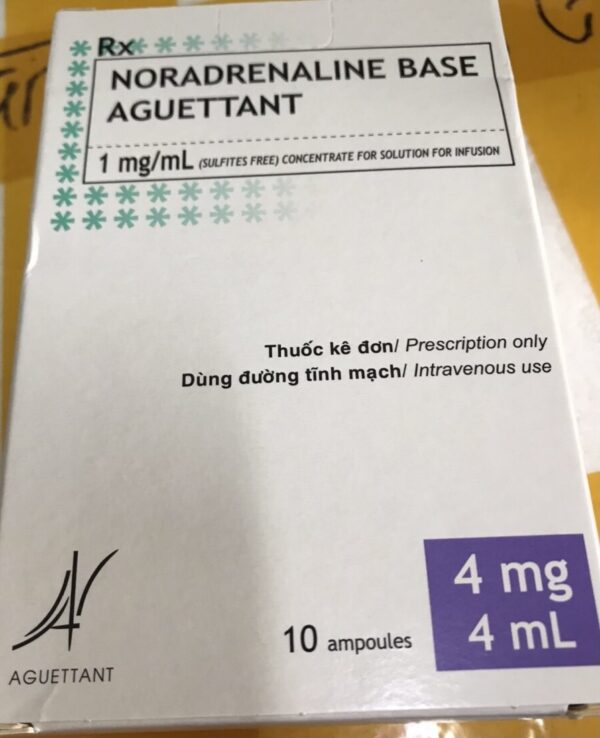 Rx
NORADRENALINE BASE
AGUETTANT
1 mg/mL (SULFITES FREE) CONCENTRATE FOR SOLUTION FOR INFUSION
Thuốc kê đơn/ Prescription only
Dùng đường tĩnh mạch/ Intravenous use
4 mg
4 mL
10 ampoules
AGUETTANT